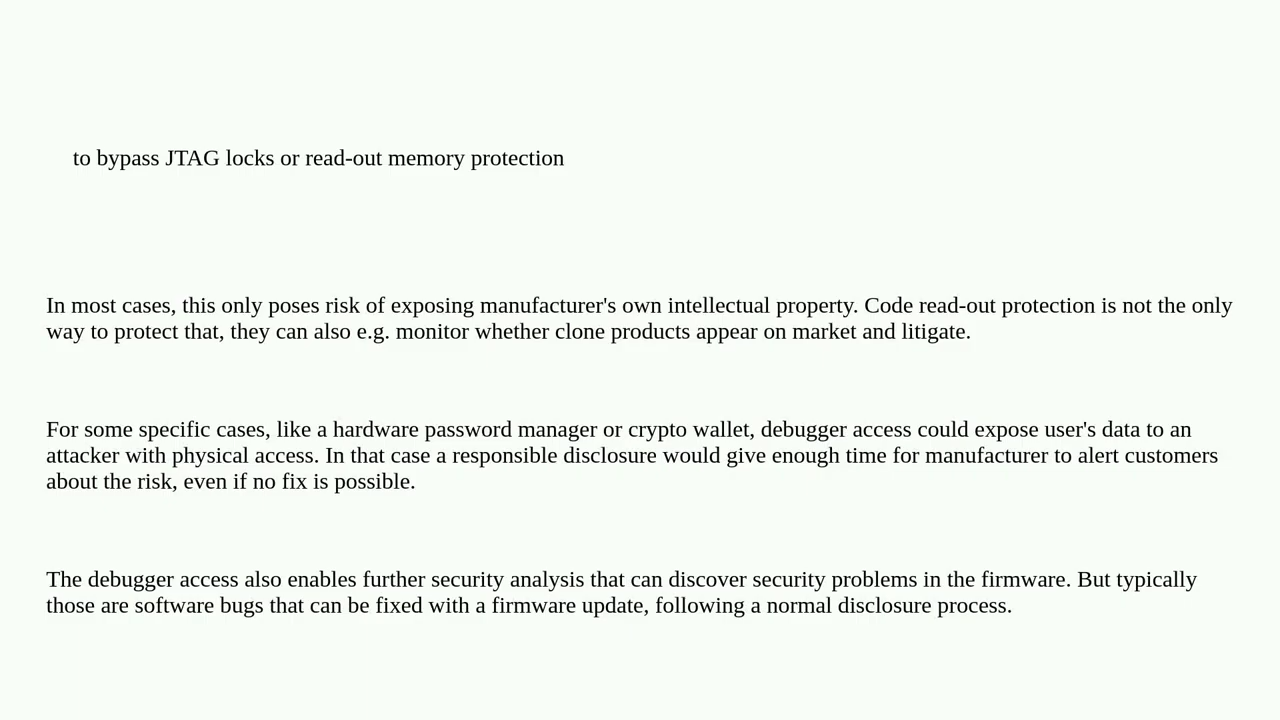 to bypass JTAG locks or read-out memory protection
In most cases, this only poses risk of exposing manufacturer's own intellectual property. Code read-out protection is not the only
way to protect that, they can also e.g. monitor whether clone products appear on market and litigate.
For some specific cases, like a hardware password manager or crypto wallet, debugger access could expose user's data to an
attacker with physical access. In that case a responsible disclosure would give enough time for manufacturer to alert customers
about the risk, even if no fix is possible.
The debugger access also enables further security analysis that can discover security problems in the firmware. But typically
those are software bugs that can be fixed with a firmware update, following a normal disclosure process.